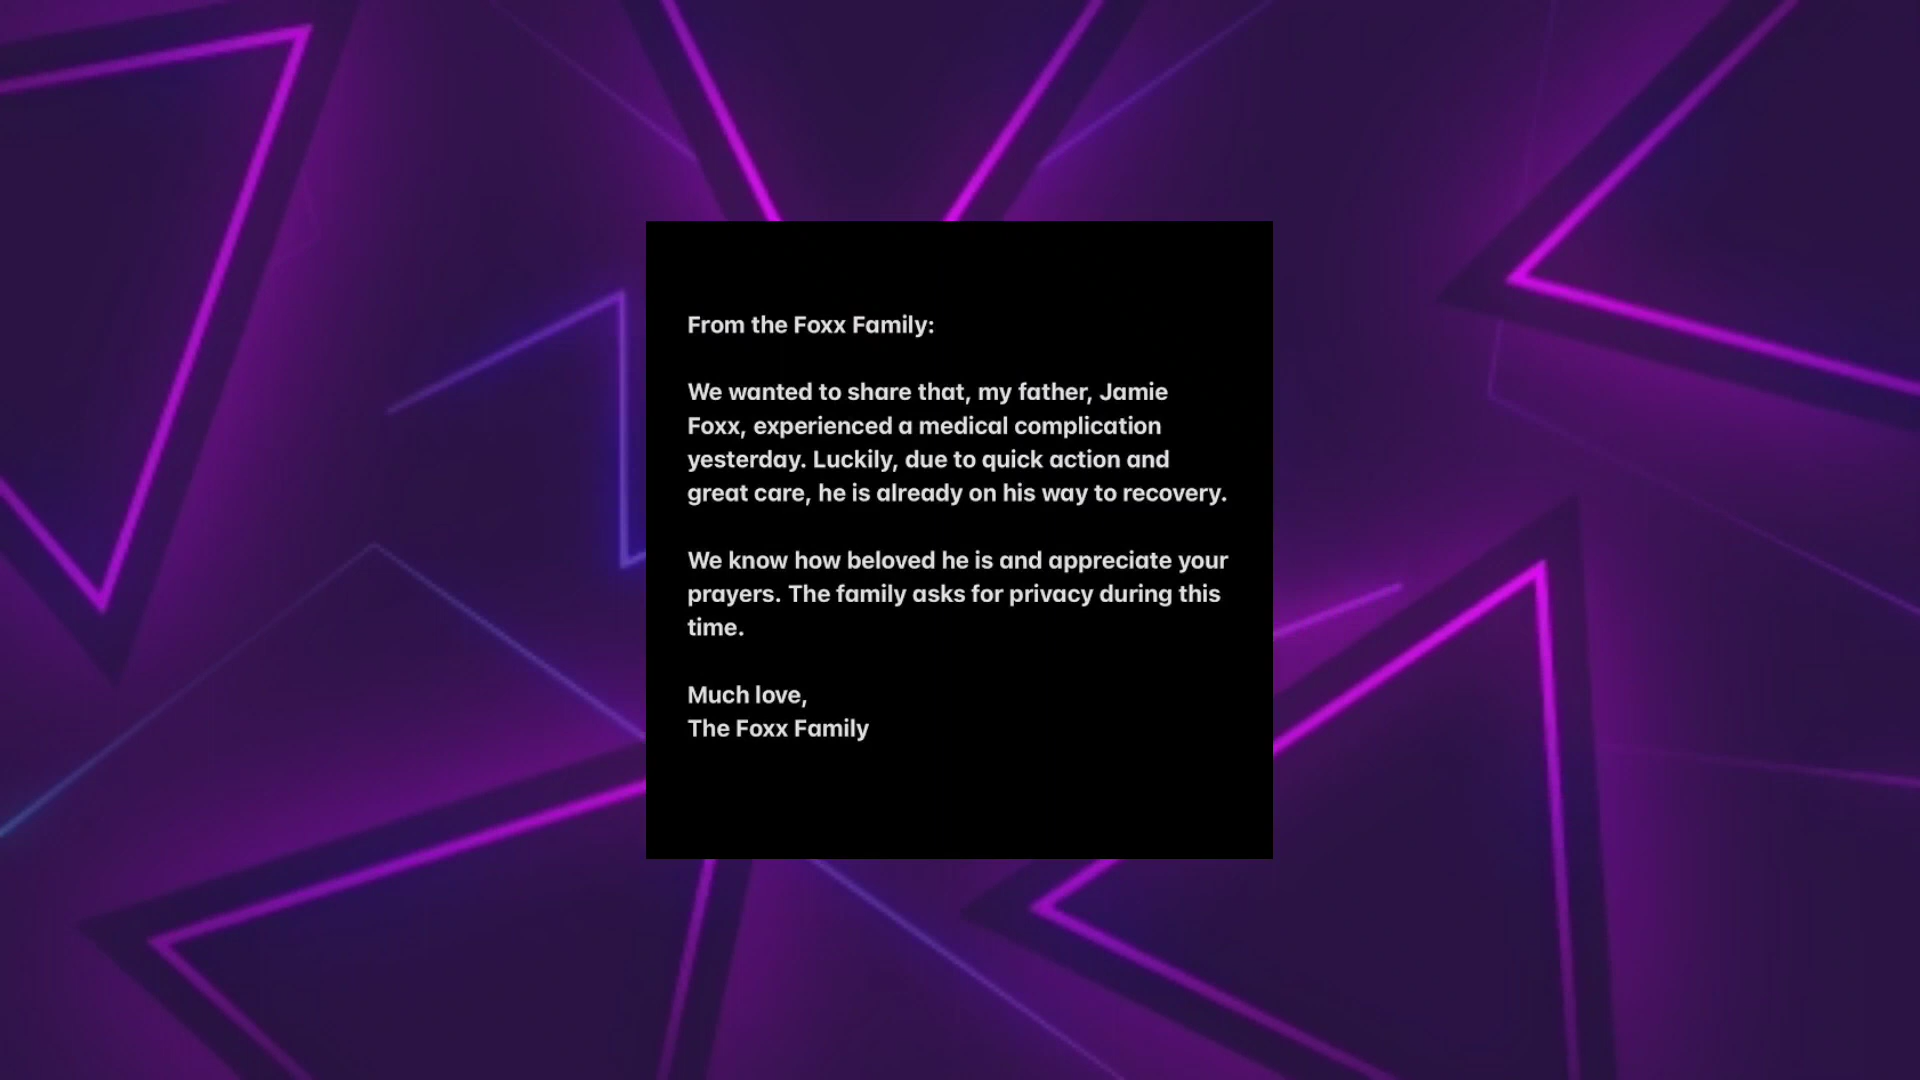 From the Foxx Family:
We wanted to share that, my father, Jamie
Foxx, experienced a medical complication
yesterday. Luckily, due to quick action and
great care, he is already on his way to recovery.
We know how beloved he is and appreciate your
prayers. The family asks for privacy during this
time.
Much love,
The Foxx Family